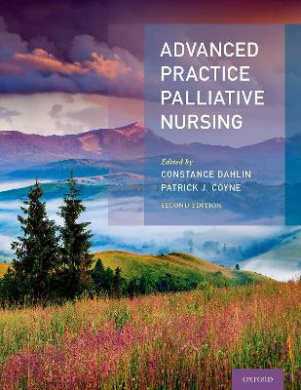 ADVANCED
PRACTICE
PALLIATIVE
NURSING
Edited by
CONSTANCE DAHLIN
PATRICK J. COYNE
SECOND EDITION
OXFORD